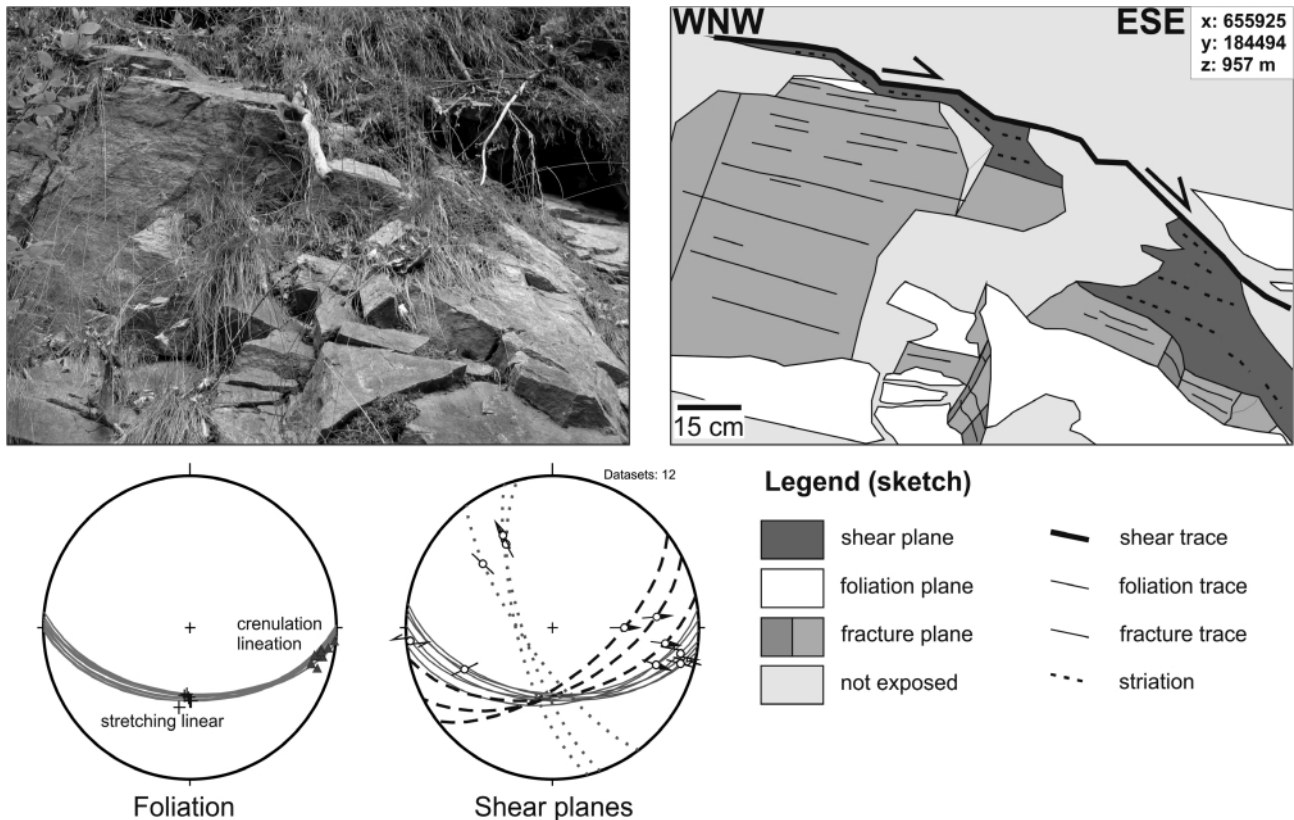 WNW
ESE
x: 655925
y: 184494
z: 957 m
15 cm
Datasets: 12
crenulation
lineation
stretching linear
Foliation
Shear planes
Legend (sketch)
shear plane
foliation plane
fracture plane
not exposed
shear trace
foliation trace
fracture trace
striation